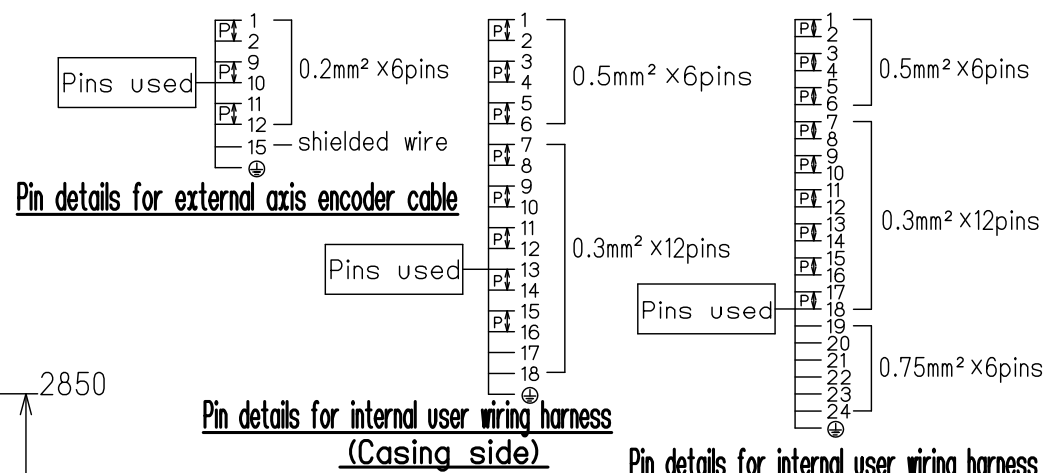 P 1
2
P 9
10
P 11
12
15 shielded wire
0.2mm² ×6pins
Pins used
Pin details for external axis encoder cable
P 1
2
P 3
4
P 5
6
0.5mm² ×6pins
P 7
8
P 9
10
P 11
12
P 13
14
P 15
16
17
18
0.3mm² ×12pins
Pins used
Pin details for internal user wiring harness
(Casing side)
P 1
2
P 3
4
P 5
6
0.5mm² ×6pins
P 7
8
P 9
10
P 11
12
P 13
14
P 15
16
P 17
18
0.3mm² ×12pins
Pins used
19
20
21
22
23
24
0.75mm² ×6pins
Pin details for internal user wiring harness
2850